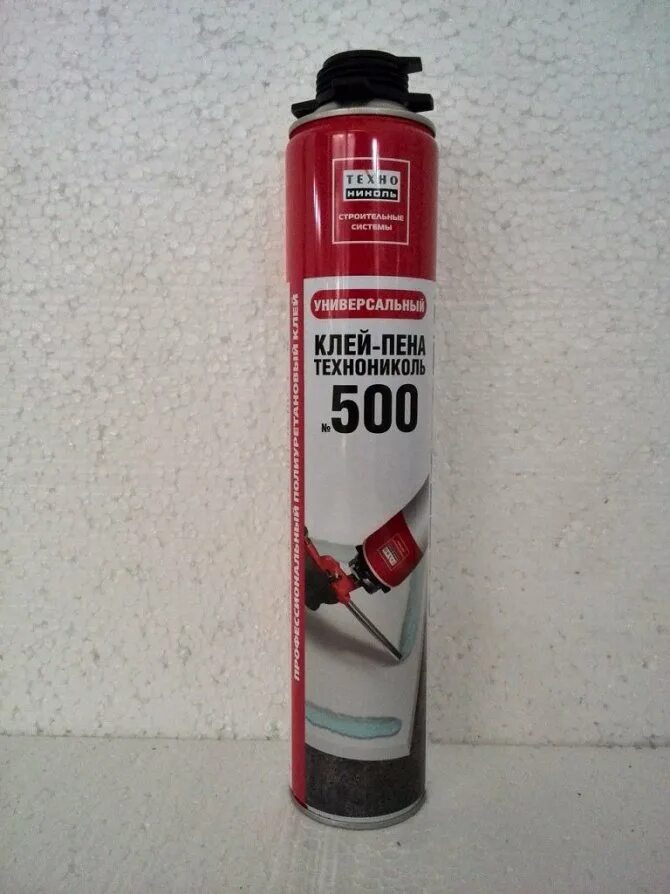 ТЕХНО
НИКОЛЬ
СТРОИТЕЛЬНЫЕ
СИСТЕМЫ
УНИВЕРСАЛЬНЫЙ
КЛЕЙ-ПЕНА
ТЕХНОНИКОЛЬ
№500
ПРОФЕССИОНАЛЬНЫЙ ПОЛИУРЕТАНОВЫЙ КЛЕЙ